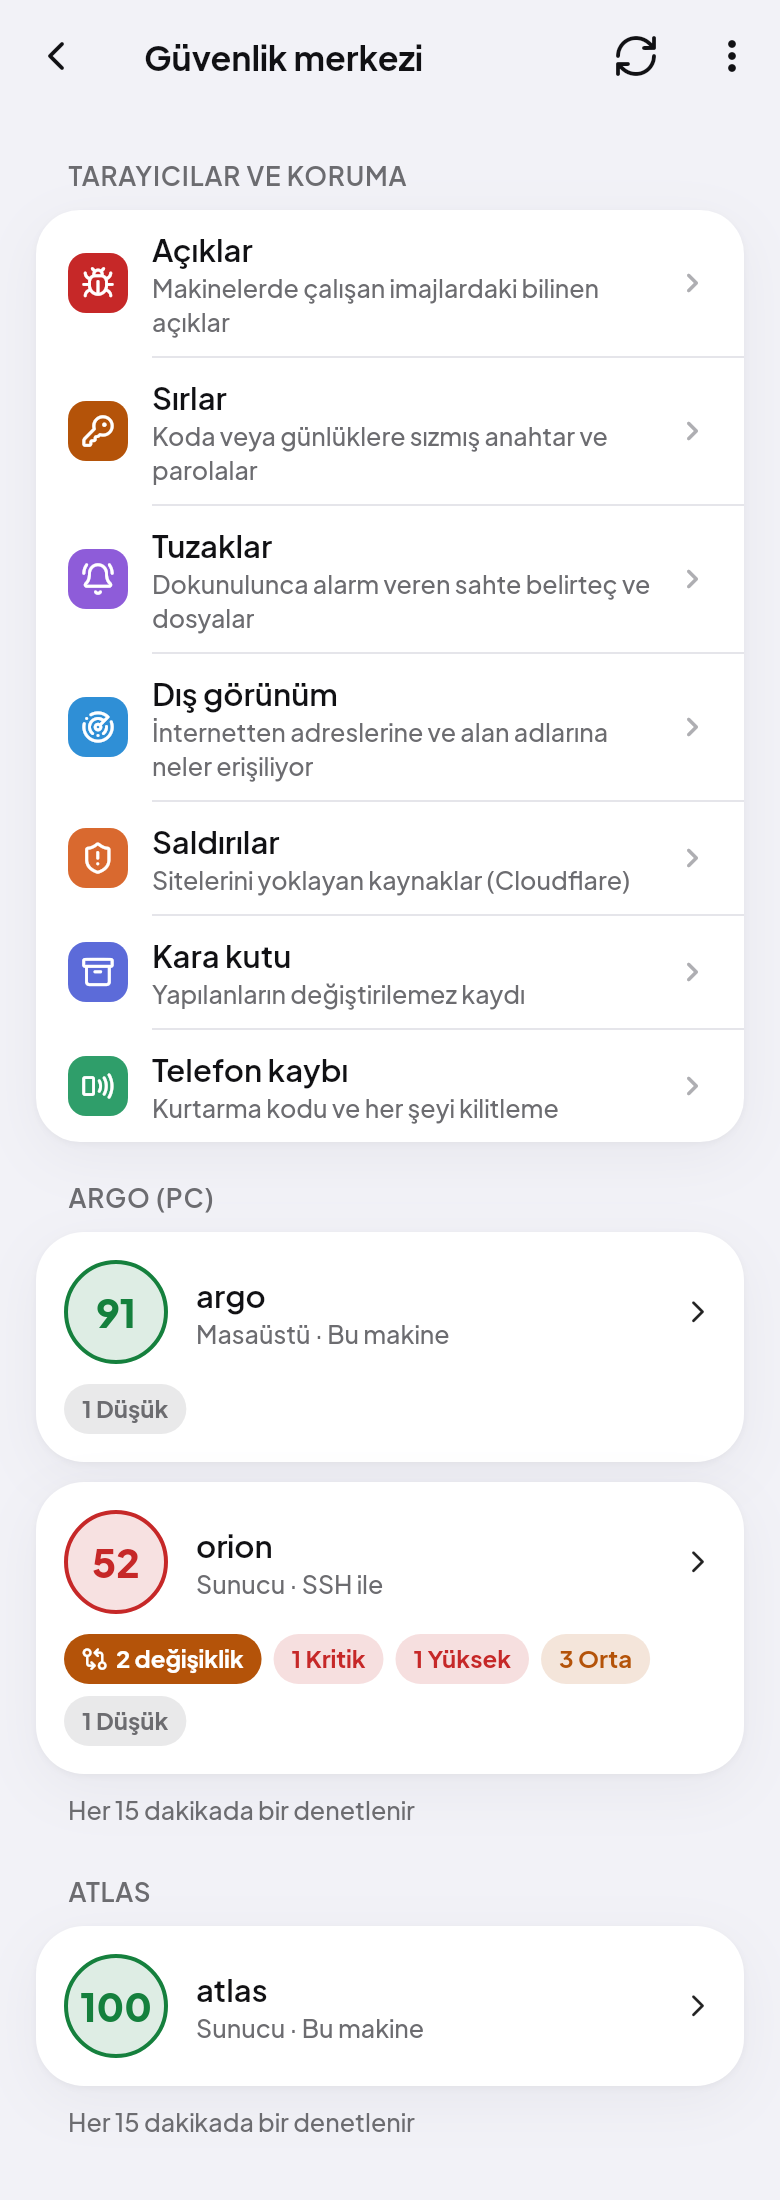 Güvenlik merkezi
TARAYICILAR VE KORUMA
Açıklar
Makinelerde çalışan imajlardaki bilinen
açıklar
Sırlar
Koda veya günlüklere sızmış anahtar ve
parolalar
Tuzaklar
Dokunulunca alarm veren sahte belirteç ve
dosyalar
Dış görünüm
İnternetten adreslerine ve alan adlarına
neler erişiliyor
Saldırılar
Sitelerini yoklayan kaynaklar (Cloudflare)
Kara kutu
Yapılanların değiştirilemez kaydı
Telefon kaybı
Kurtarma kodu ve her şeyi kilitleme
ARGO (PC)
91
argo
Masaüstü · Bu makine
1 Düşük
52
orion
Sunucu · SSH ile
2 değişiklik 1 Kritik 1 Yüksek 3 Orta
1 Düşük
Her 15 dakikada bir denetlenir
ATLAS
100
atlas
Sunucu · Bu makine
Her 15 dakikada bir denetlenir